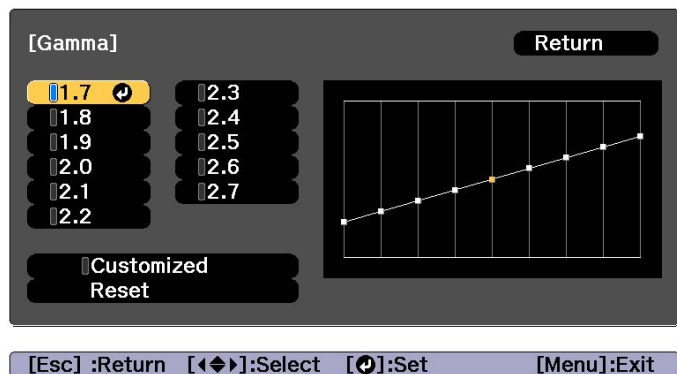 [Gamma]
Return
1.7
1.8
1.9
2.0
2.1
2.2
2.3
2.4
2.5
2.6
2.7
Customized
Reset
[Esc] :Return [◀◆▶]:Select [↵]:Set [Menu]:Exit